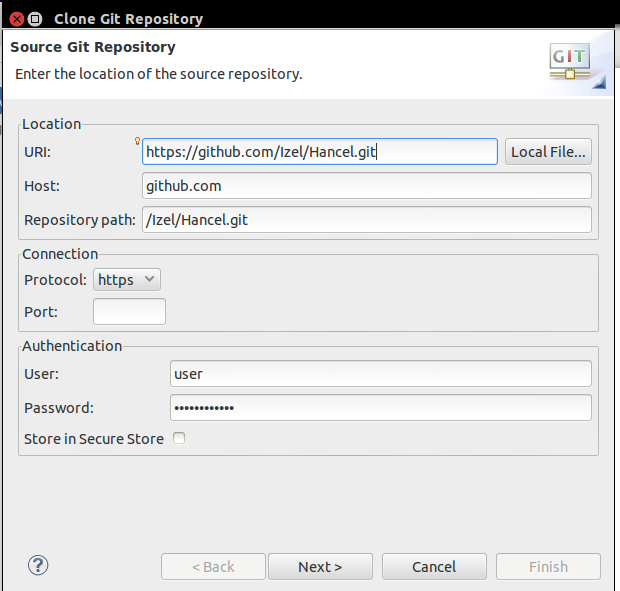 Clone Git Repository
Source Git Repository
Enter the location of the source repository.
GIT
Location
URI: https://github.com/Izel/Hancel.git Local File...
Host: github.com
Repository path: /Izel/Hancel.git
Connection
Protocol: https
Port:
Authentication
User: user
Password: ••••••••••••
Store in Secure Store
? < Back Next > Cancel Finish